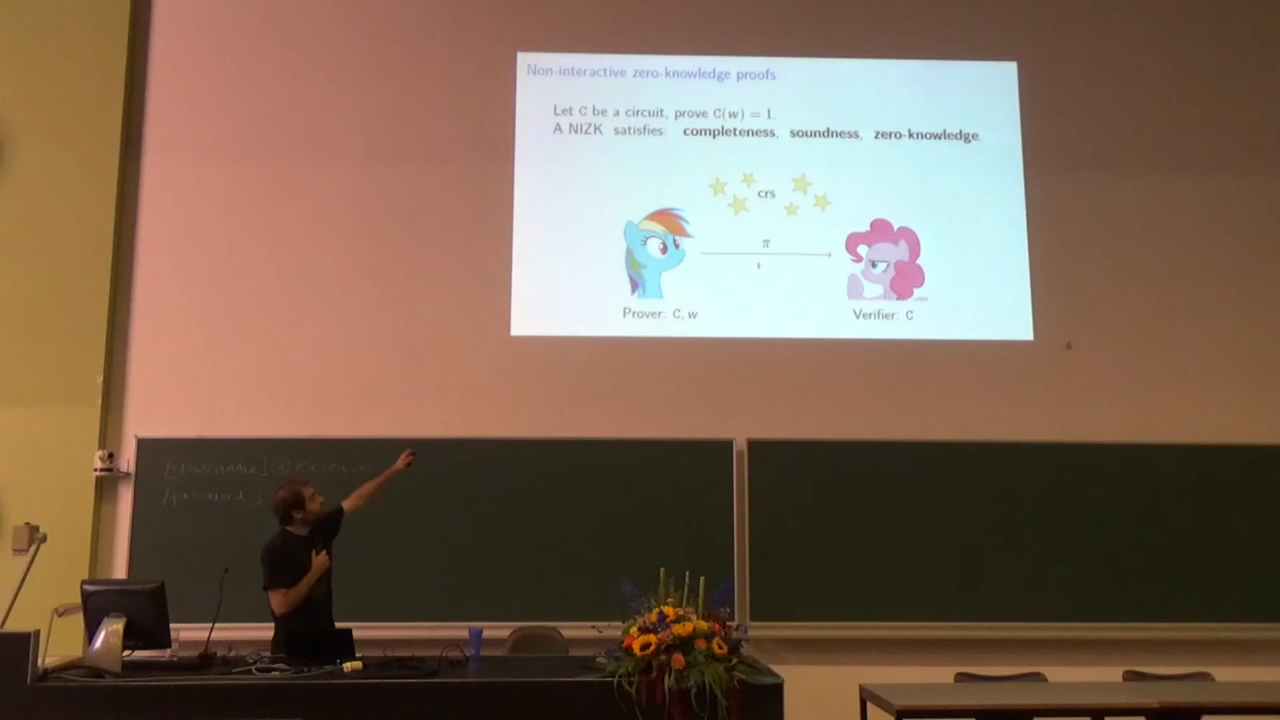 Non-interactive zero-knowledge proofs
Let C be a circuit, prove C(w) = 1.
A NIZK satisfies: completeness, soundness, zero-knowledge.
crs
π
Prover: C, w
Verifier: C